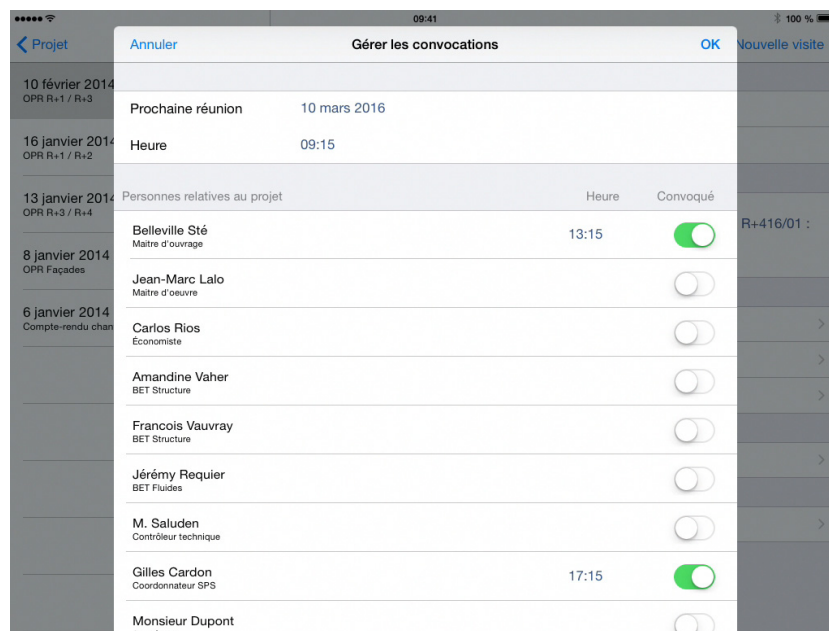 09:41
100 %
Projet
Annuler
Gérer les convocations
OK
Nouvelle visite
10 février 2014
OPR R+1 / R+3
16 janvier 2014
OPR R+1 / R+2
13 janvier 2014
OPR R+3 / R+4
8 janvier 2014
OPR Façades
6 janvier 2014
Compte-rendu chan
Prochaine réunion 10 mars 2016
Heure 09:15
Personnes relatives au projet Heure Convoqué
Belleville Sté 13:15
Maitre d'ouvrage
Jean-Marc Lalo
Maitre d'oeuvre
Carlos Rios
Économiste
Amandine Vaher
BET Structure
Francois Vauvray
BET Structure
Jérémy Requier
BET Fluides
M. Saluden
Contrôleur technique
Gilles Cardon 17:15
Coordonnateur SPS
Monsieur Dupont
R+416/01 :